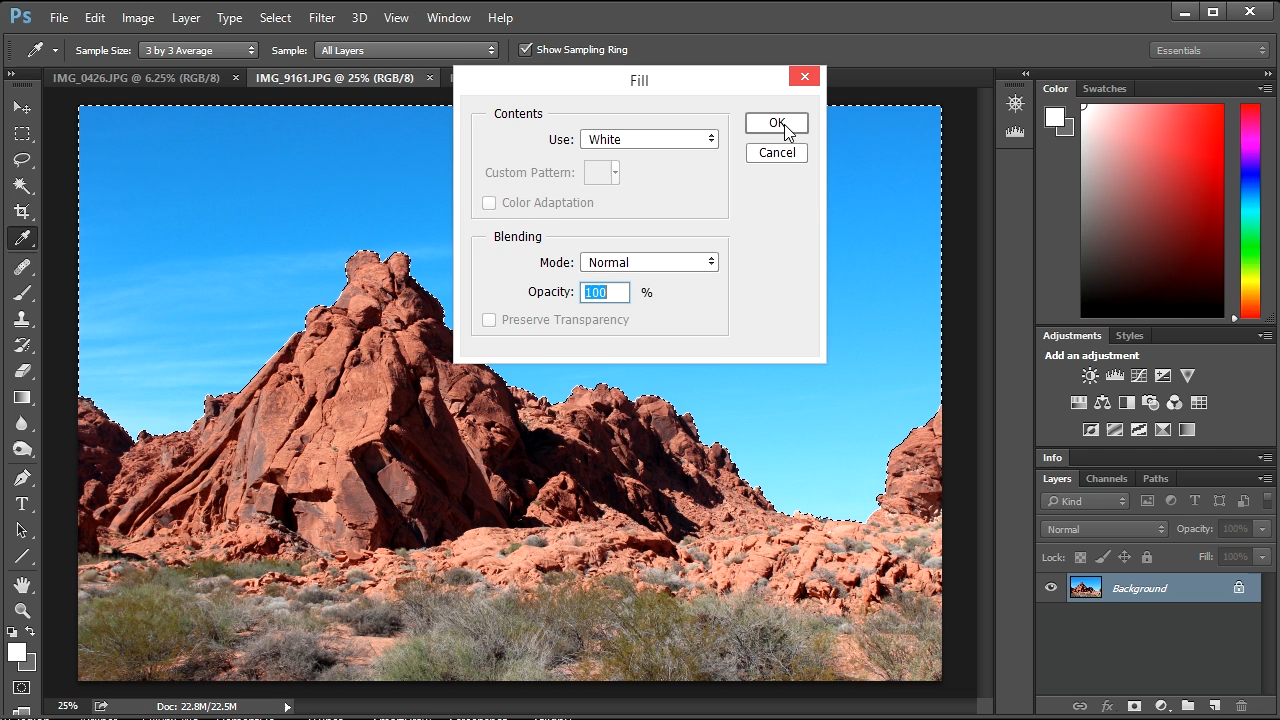 Ps File Edit Image Layer Type Select Filter 3D View Window Help
Sample Size: 3 by 3 Average Sample: All Layers Show Sampling Ring Essentials
IMG_0426.JPG @ 6.25% (RGB/8) × IMG_9161.JPG @ 25% (RGB/8) ×
Fill
Contents
Use: White
Custom Pattern:
Color Adaptation
OK
Cancel
Blending
Mode: Normal
Opacity: 100 %
Preserve Transparency
Color Swatches
Adjustments Styles
Add an adjustment
Info
Layers Channels Paths
Kind
Normal Opacity: 100%
Lock: Fill: 100%
Background
25% Doc: 22.8M/22.5M